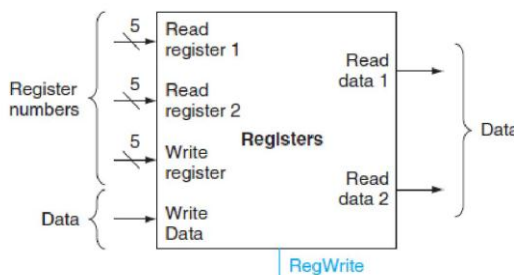 Register
numbers
Data
5
Read
register 1
5
Read
register 2
5
Write
register
Write
Data
Registers
Read
data 1
Read
data 2
Data
RegWrite